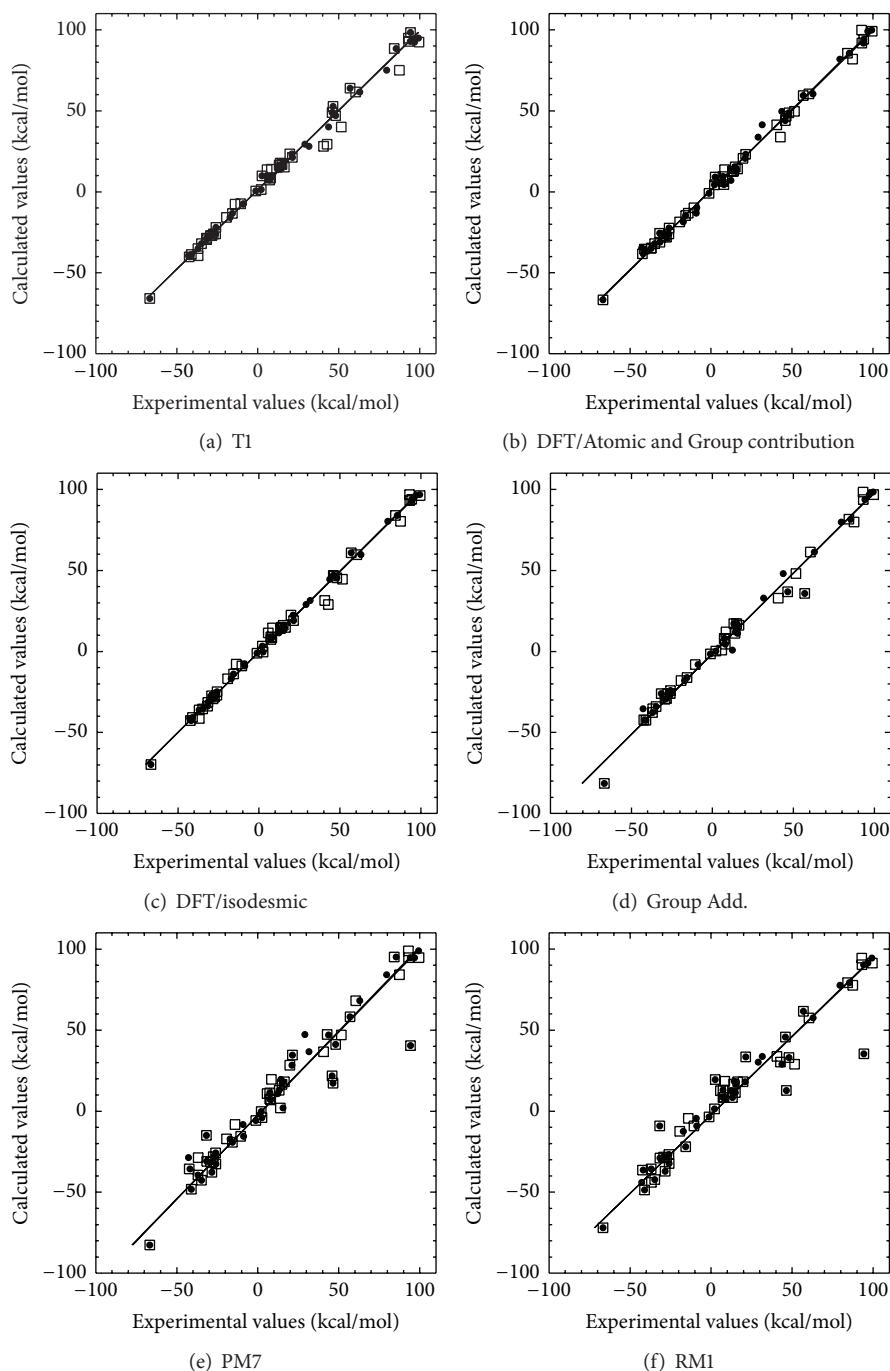 100
50
0
−50
−100
Calculated values (kcal/mol)
−100 −50 0 50 100
Experimental values (kcal/mol)
(a) T1
100
50
0
−50
−100
Calculated values (kcal/mol)
−100 −50 0 50 100
Experimental values (kcal/mol)
(b) DFT/Atomic and Group contribution
100
50
0
−50
−100
Calculated values (kcal/mol)
−100 −50 0 50 100
Experimental values (kcal/mol)
(c) DFT/isodesmic
100
50
0
−50
−100
Calculated values (kcal/mol)
−100 −50 0 50 100
Experimental values (kcal/mol)
(d) Group Add.
100
50
0
−50
−100
Calculated values (kcal/mol)
−100 −50 0 50 100
Experimental values (kcal/mol)
(e) PM7
100
50
0
−50
−100
Calculated values (kcal/mol)
−100 −50 0 50 100
Experimental values (kcal/mol)
(f) RM1